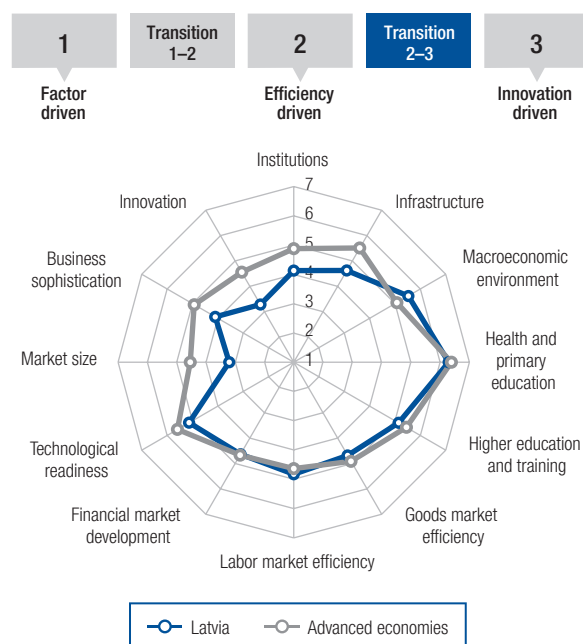 1
Transition
1–2
2
Transition
2–3
3
Factor
driven
Efficiency
driven
Innovation
driven
Institutions
Infrastructure
Macroeconomic
environment
Health and
primary
education
Higher education
and training
Goods market
efficiency
Labor market efficiency
Financial market
development
Technological
readiness
Market size
Business
sophistication
Innovation
7
6
5
4
3
2
1
Latvia
Advanced economies